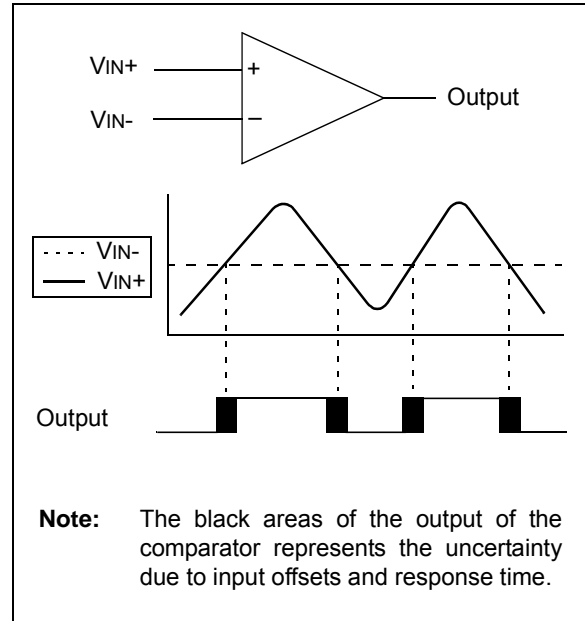 VIN+
+
Output
VIN-
–
VIN-
VIN+
Output
Note: The black areas of the output of the
comparator represents the uncertainty
due to input offsets and response time.